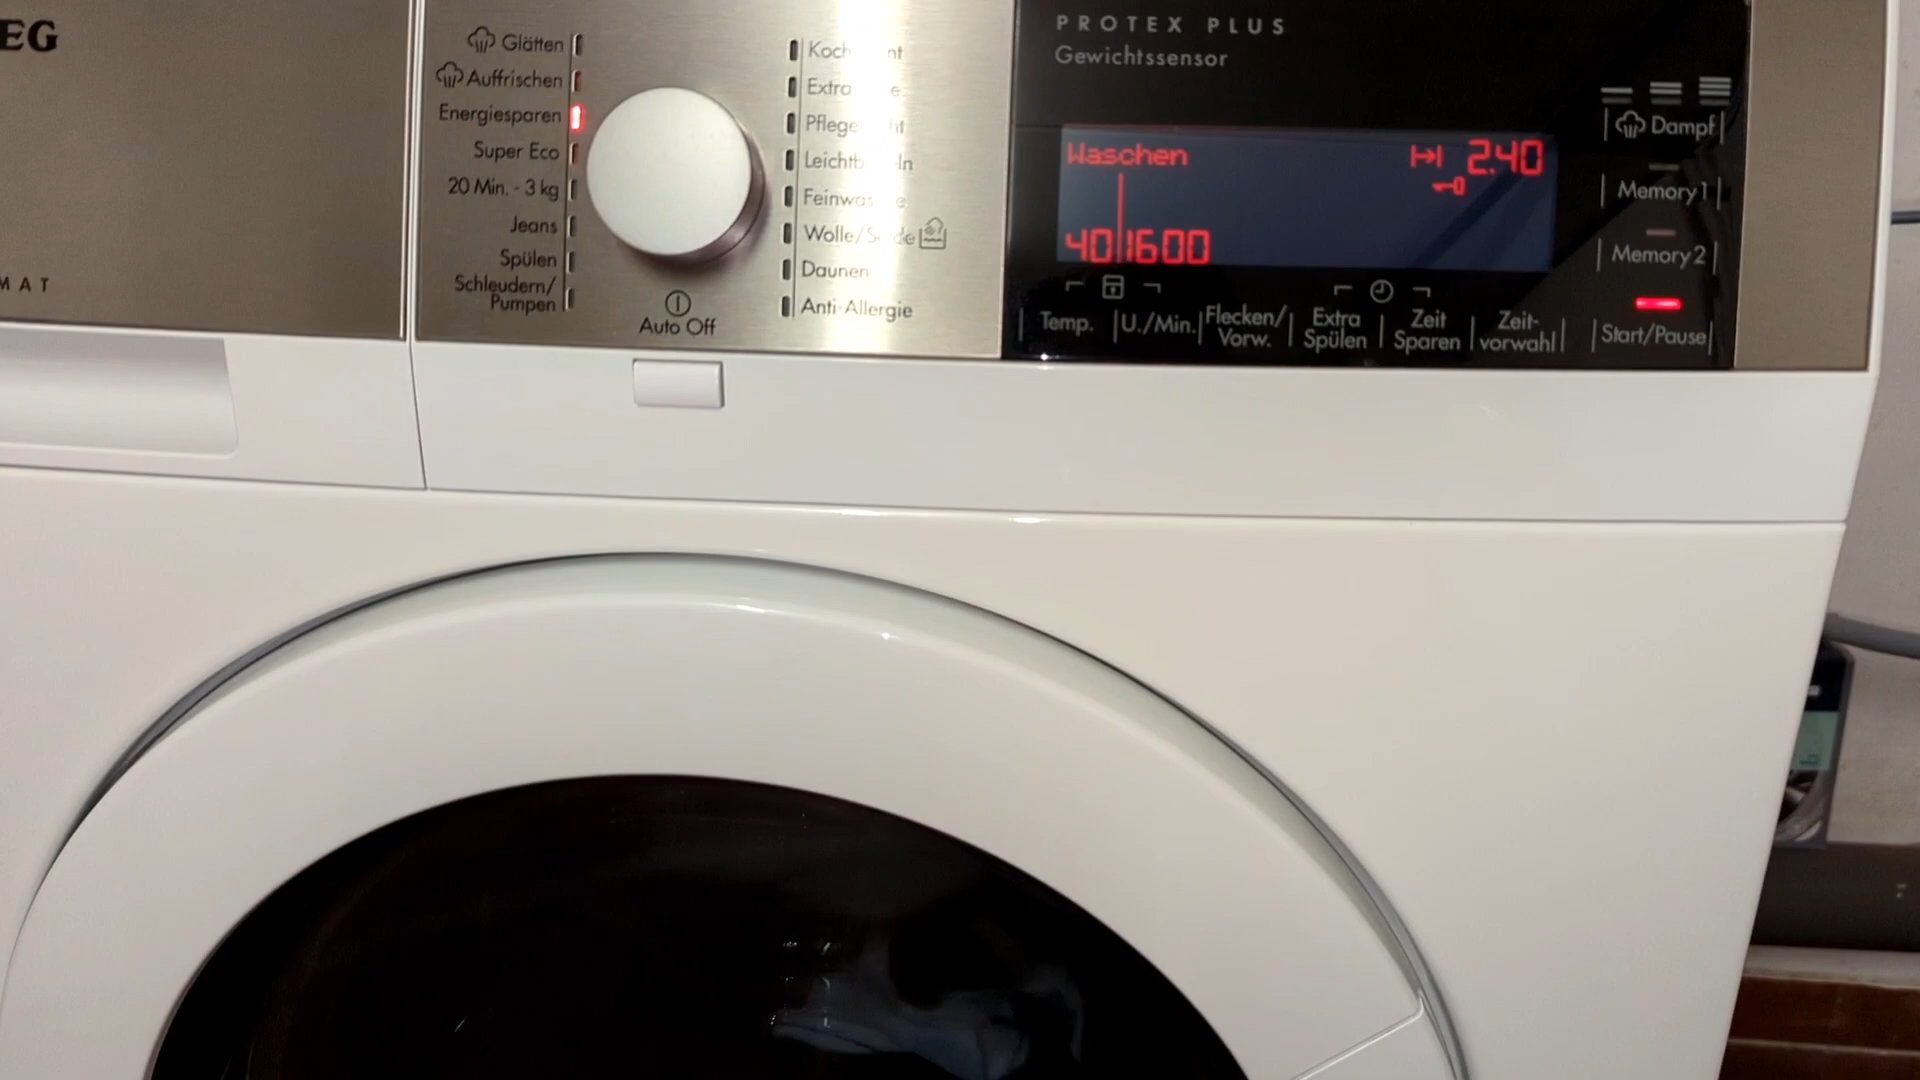 EG
MAT
Glätten
Auffrischen
Energiesparen
Super Eco
20 Min. - 3 kg
Jeans
Spülen
Schleudern/
Pumpen
Auto Off
Extra
Daunen
Anti-Allergie
PROTEX PLUS
Gewichtssensor
Waschen
2.40
40 1600
Temp.
U./Min.
Flecken/
Vorw.
Extra
Spülen
Zeit
Sparen
Zeit-
vorwahl
Dampf
Memory 1
Memory 2
Start/Pause